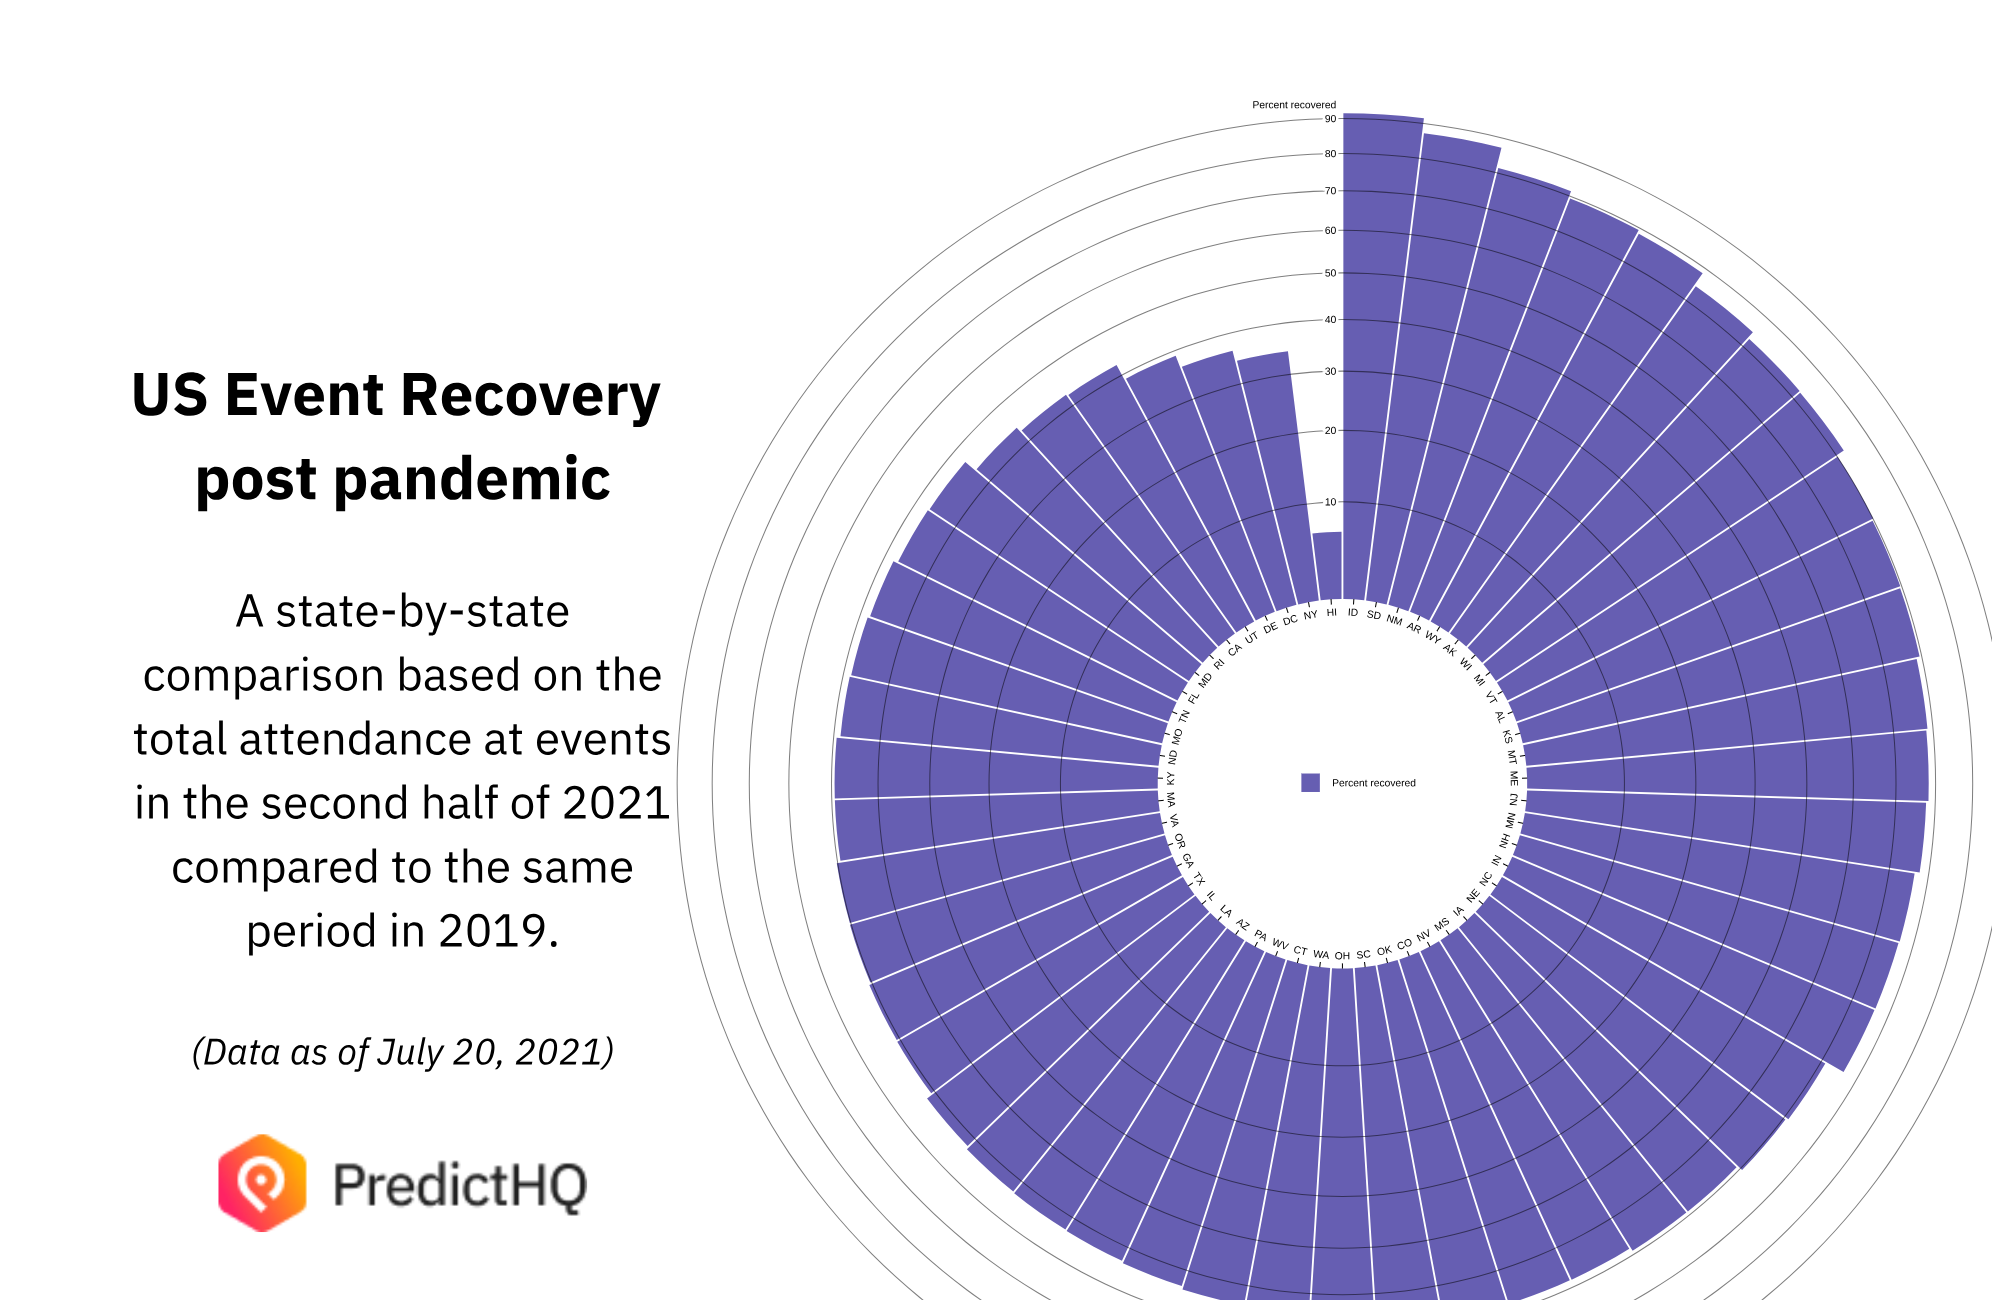 US Event Recovery
post pandemic
A state-by-state
comparison based on the
total attendance at events
in the second half of 2021
compared to the same
period in 2019.
(Data as of July 20, 2021)
PredictHQ
Percent recovered
90
80
70
60
50
40
30
20
10
ID
SD
NM
AR
WY
AK
WI
MI
VT
AL
KS
MT
ME
NJ
MN
NH
IN
NC
NE
IA
MS
NV
CO
OK
SC
OH
WA
CT
WV
PA
AZ
LA
IL
TX
GA
OR
VA
MA
KY
ND
MO
TN
FL
MD
RI
CA
UT
DE
DC
NY
HI
Percent recovered